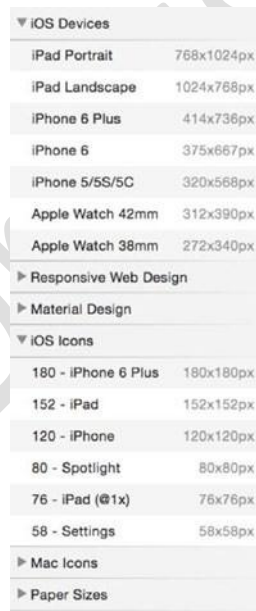 iOS Devices
iPad Portrait 768x1024px
iPad Landscape 1024x768px
iPhone 6 Plus 414x736px
iPhone 6 375x667px
iPhone 5/5S/5C 320x568px
Apple Watch 42mm 312x390px
Apple Watch 38mm 272x340px
Responsive Web Design
Material Design
iOS Icons
180 - iPhone 6 Plus 180x180px
152 - iPad 152x152px
120 - iPhone 120x120px
80 - Spotlight 80x80px
76 - iPad (@1x) 76x76px
58 - Settings 58x58px
Mac Icons
Paper Sizes